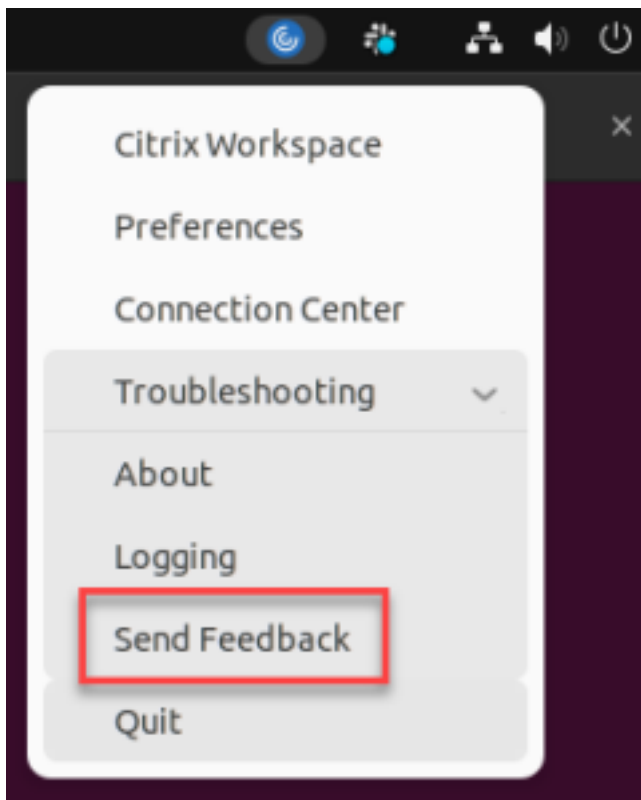 Citrix Workspace
Preferences
Connection Center
Troubleshooting
About
Logging
Send Feedback
Quit